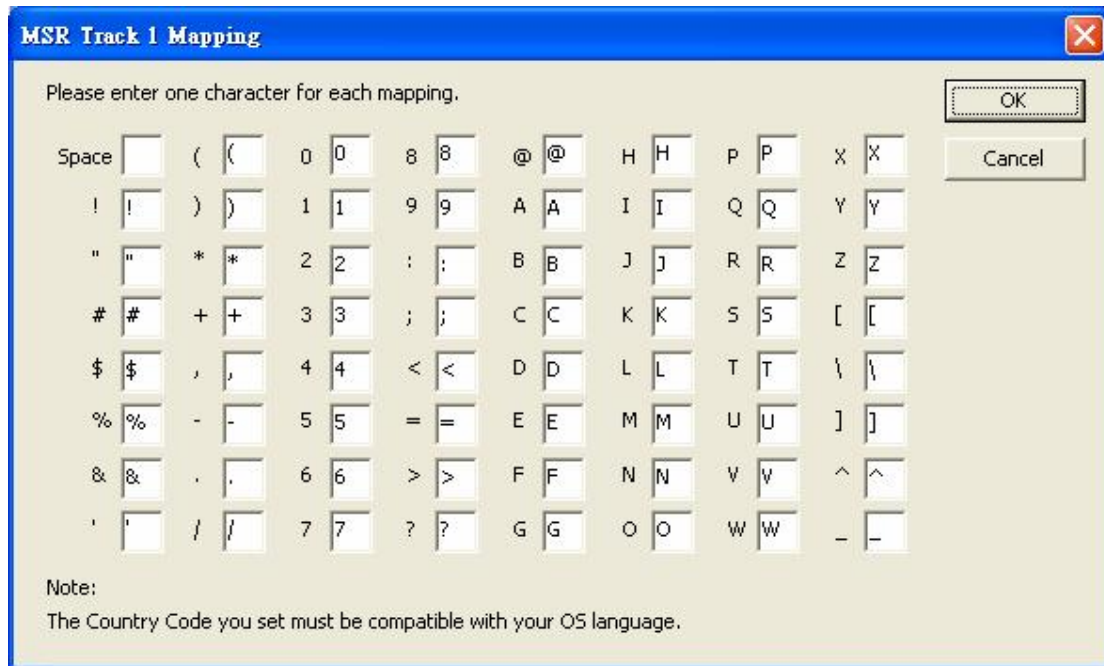 MSR Track 1 Mapping
Please enter one character for each mapping.
OK
Cancel
Space ( ( 0 0 8 8 @ @ H H P P X X
! ! ) ) 1 1 9 9 A A I I Q Q Y Y
" " * * 2 2 : : B B J J R R Z Z
# # + + 3 3 ; ; C C K K S S [ [
$ $ , , 4 4 < < D D L L T T \ \
% % - - 5 5 = = E E M M U U ] ]
& & . . 6 6 > > F F N N V V ^ ^
' ' / / 7 7 ? ? G G O O W W _ _
Note:
The Country Code you set must be compatible with your OS language.